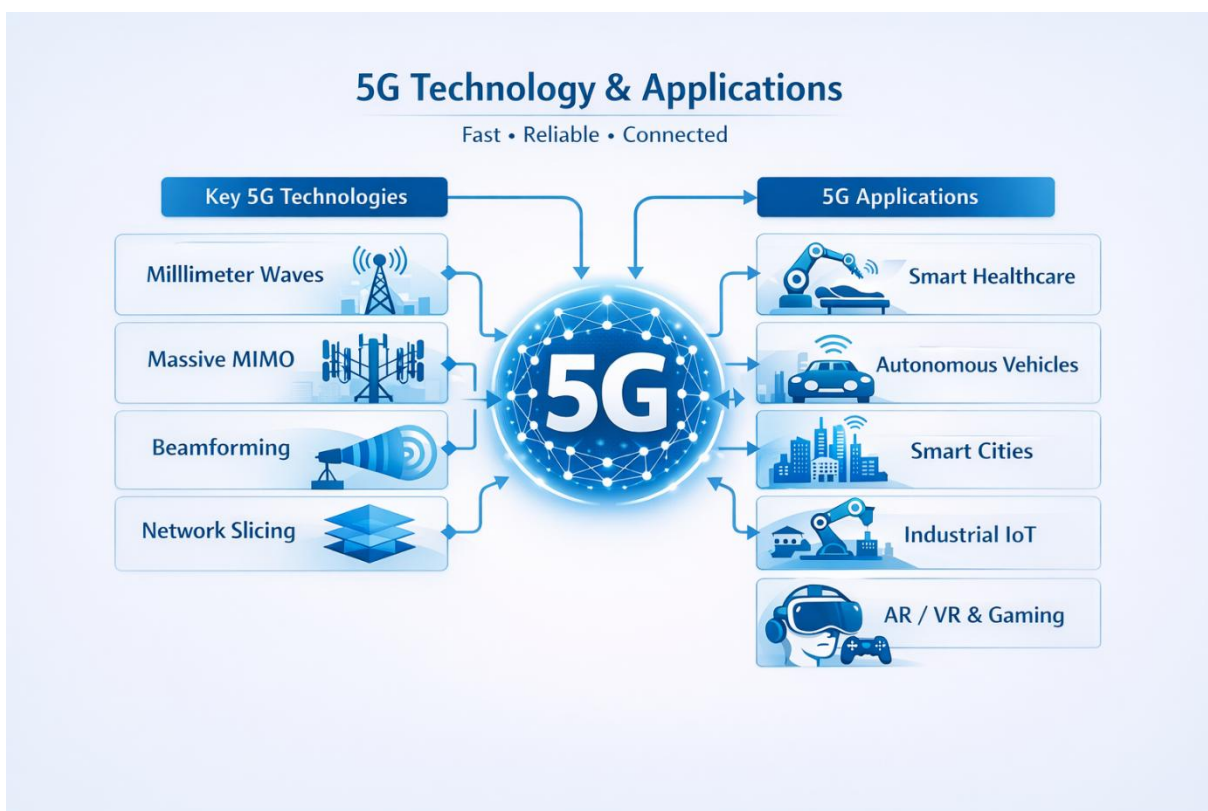 5G Technology & Applications
Fast • Reliable • Connected
Key 5G Technologies
Milllimeter Waves
Massive MIMO
Beamforming
Network Slicing
5G
5G Applications
Smart Healthcare
Autonomous Vehicles
Smart Cities
Industrial IoT
AR / VR & Gaming